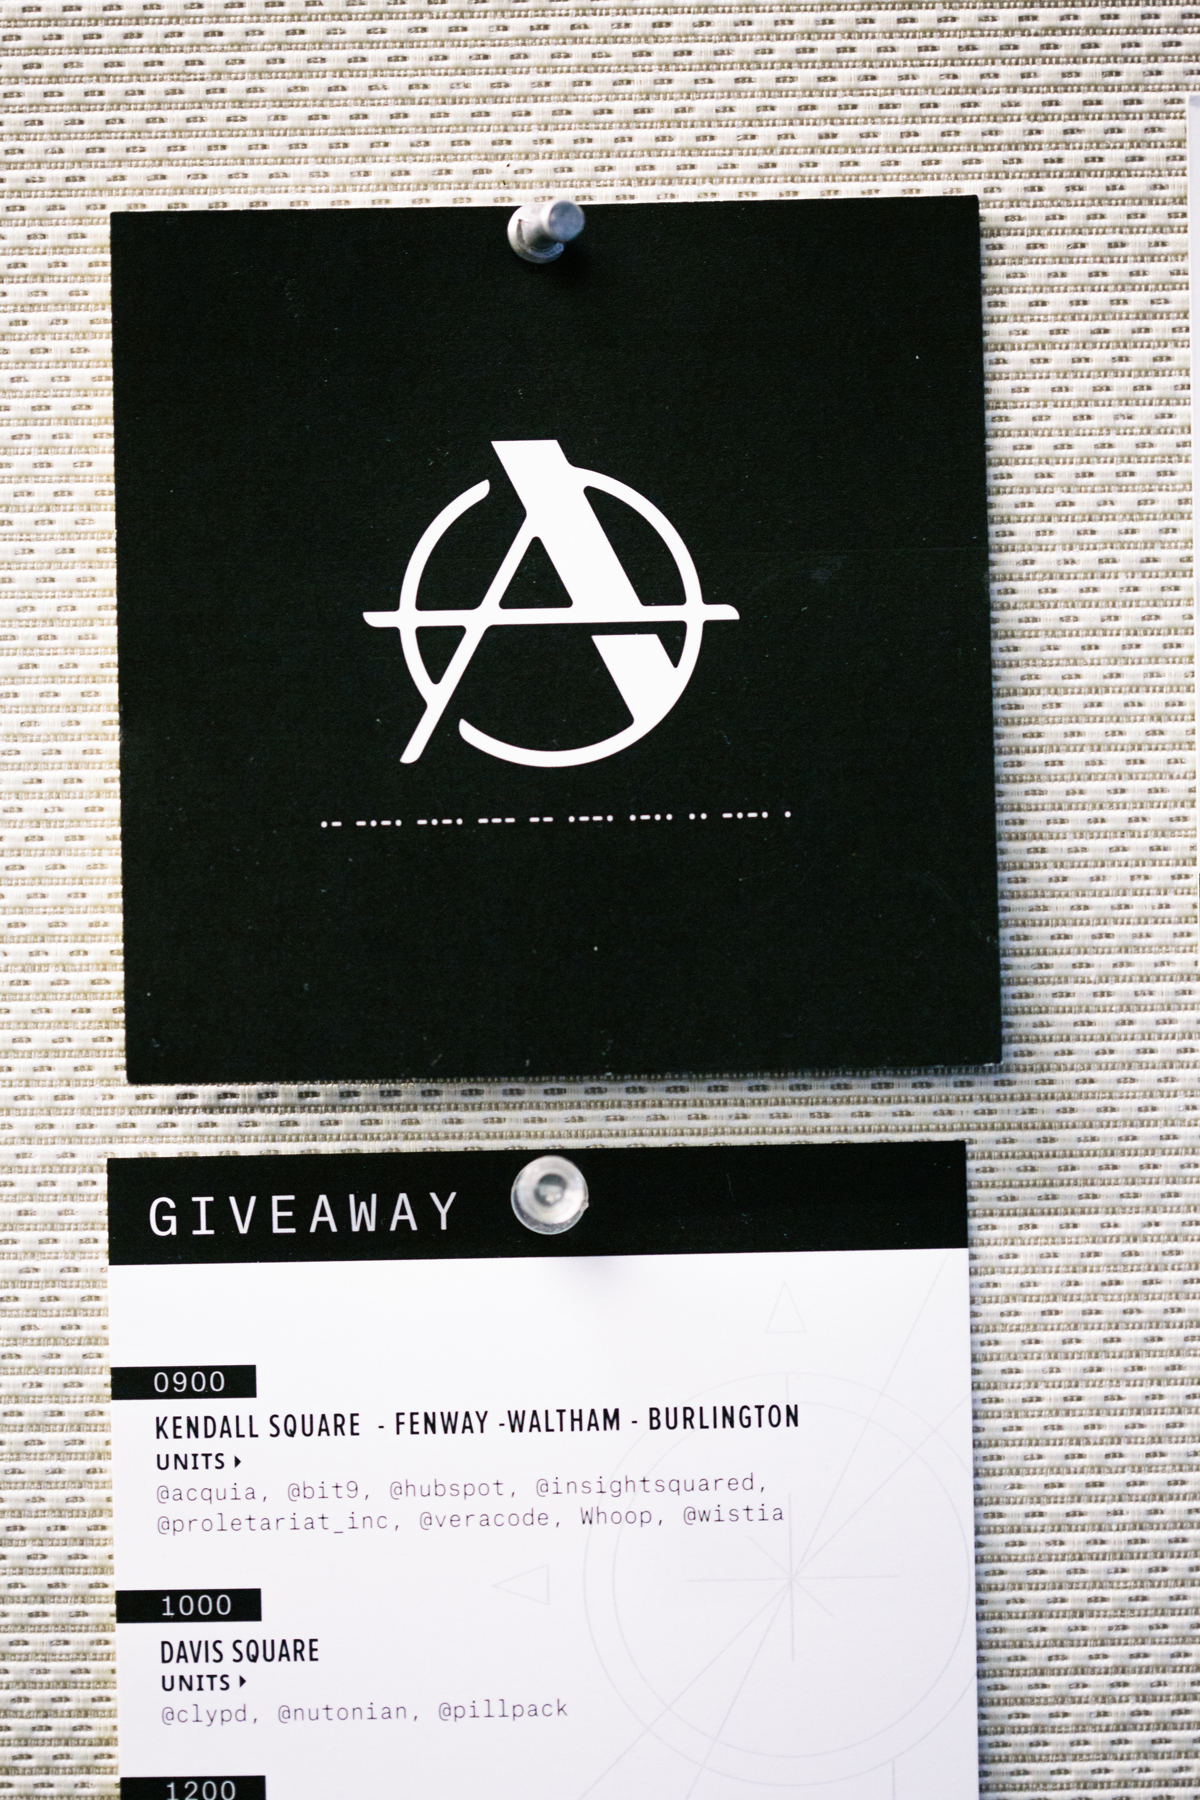 A
.- -.-. -.-. --- -- .--. .-.. .. -.-. .
GIVEAWAY
0900
KENDALL SQUARE - FENWAY -WALTHAM - BURLINGTON
UNITS ▸
@acquia, @bit9, @hubspot, @insightsquared,
@proletariat_inc, @veracode, Whoop, @wistia
1000
DAVIS SQUARE
UNITS ▸
@clypd, @nutonian, @pillpack
1200